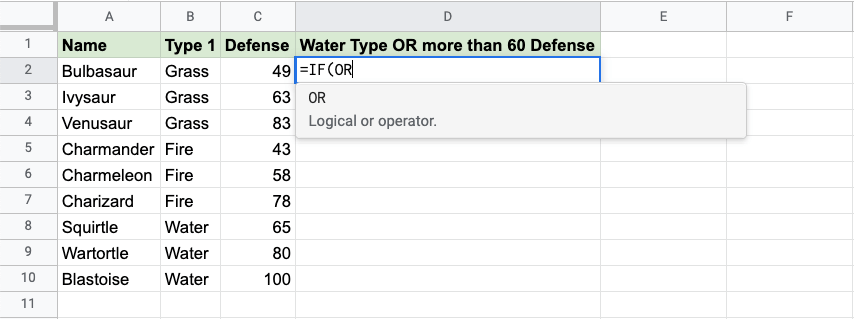 A B C D E F
1 Name Type 1 Defense Water Type OR more than 60 Defense
2 Bulbasaur Grass 49 =IF(OR
3 Ivysaur Grass 63 OR
4 Venusaur Grass 83 Logical or operator.
5 Charmander Fire 43
6 Charmeleon Fire 58
7 Charizard Fire 78
8 Squirtle Water 65
9 Wartortle Water 80
10 Blastoise Water 100
11